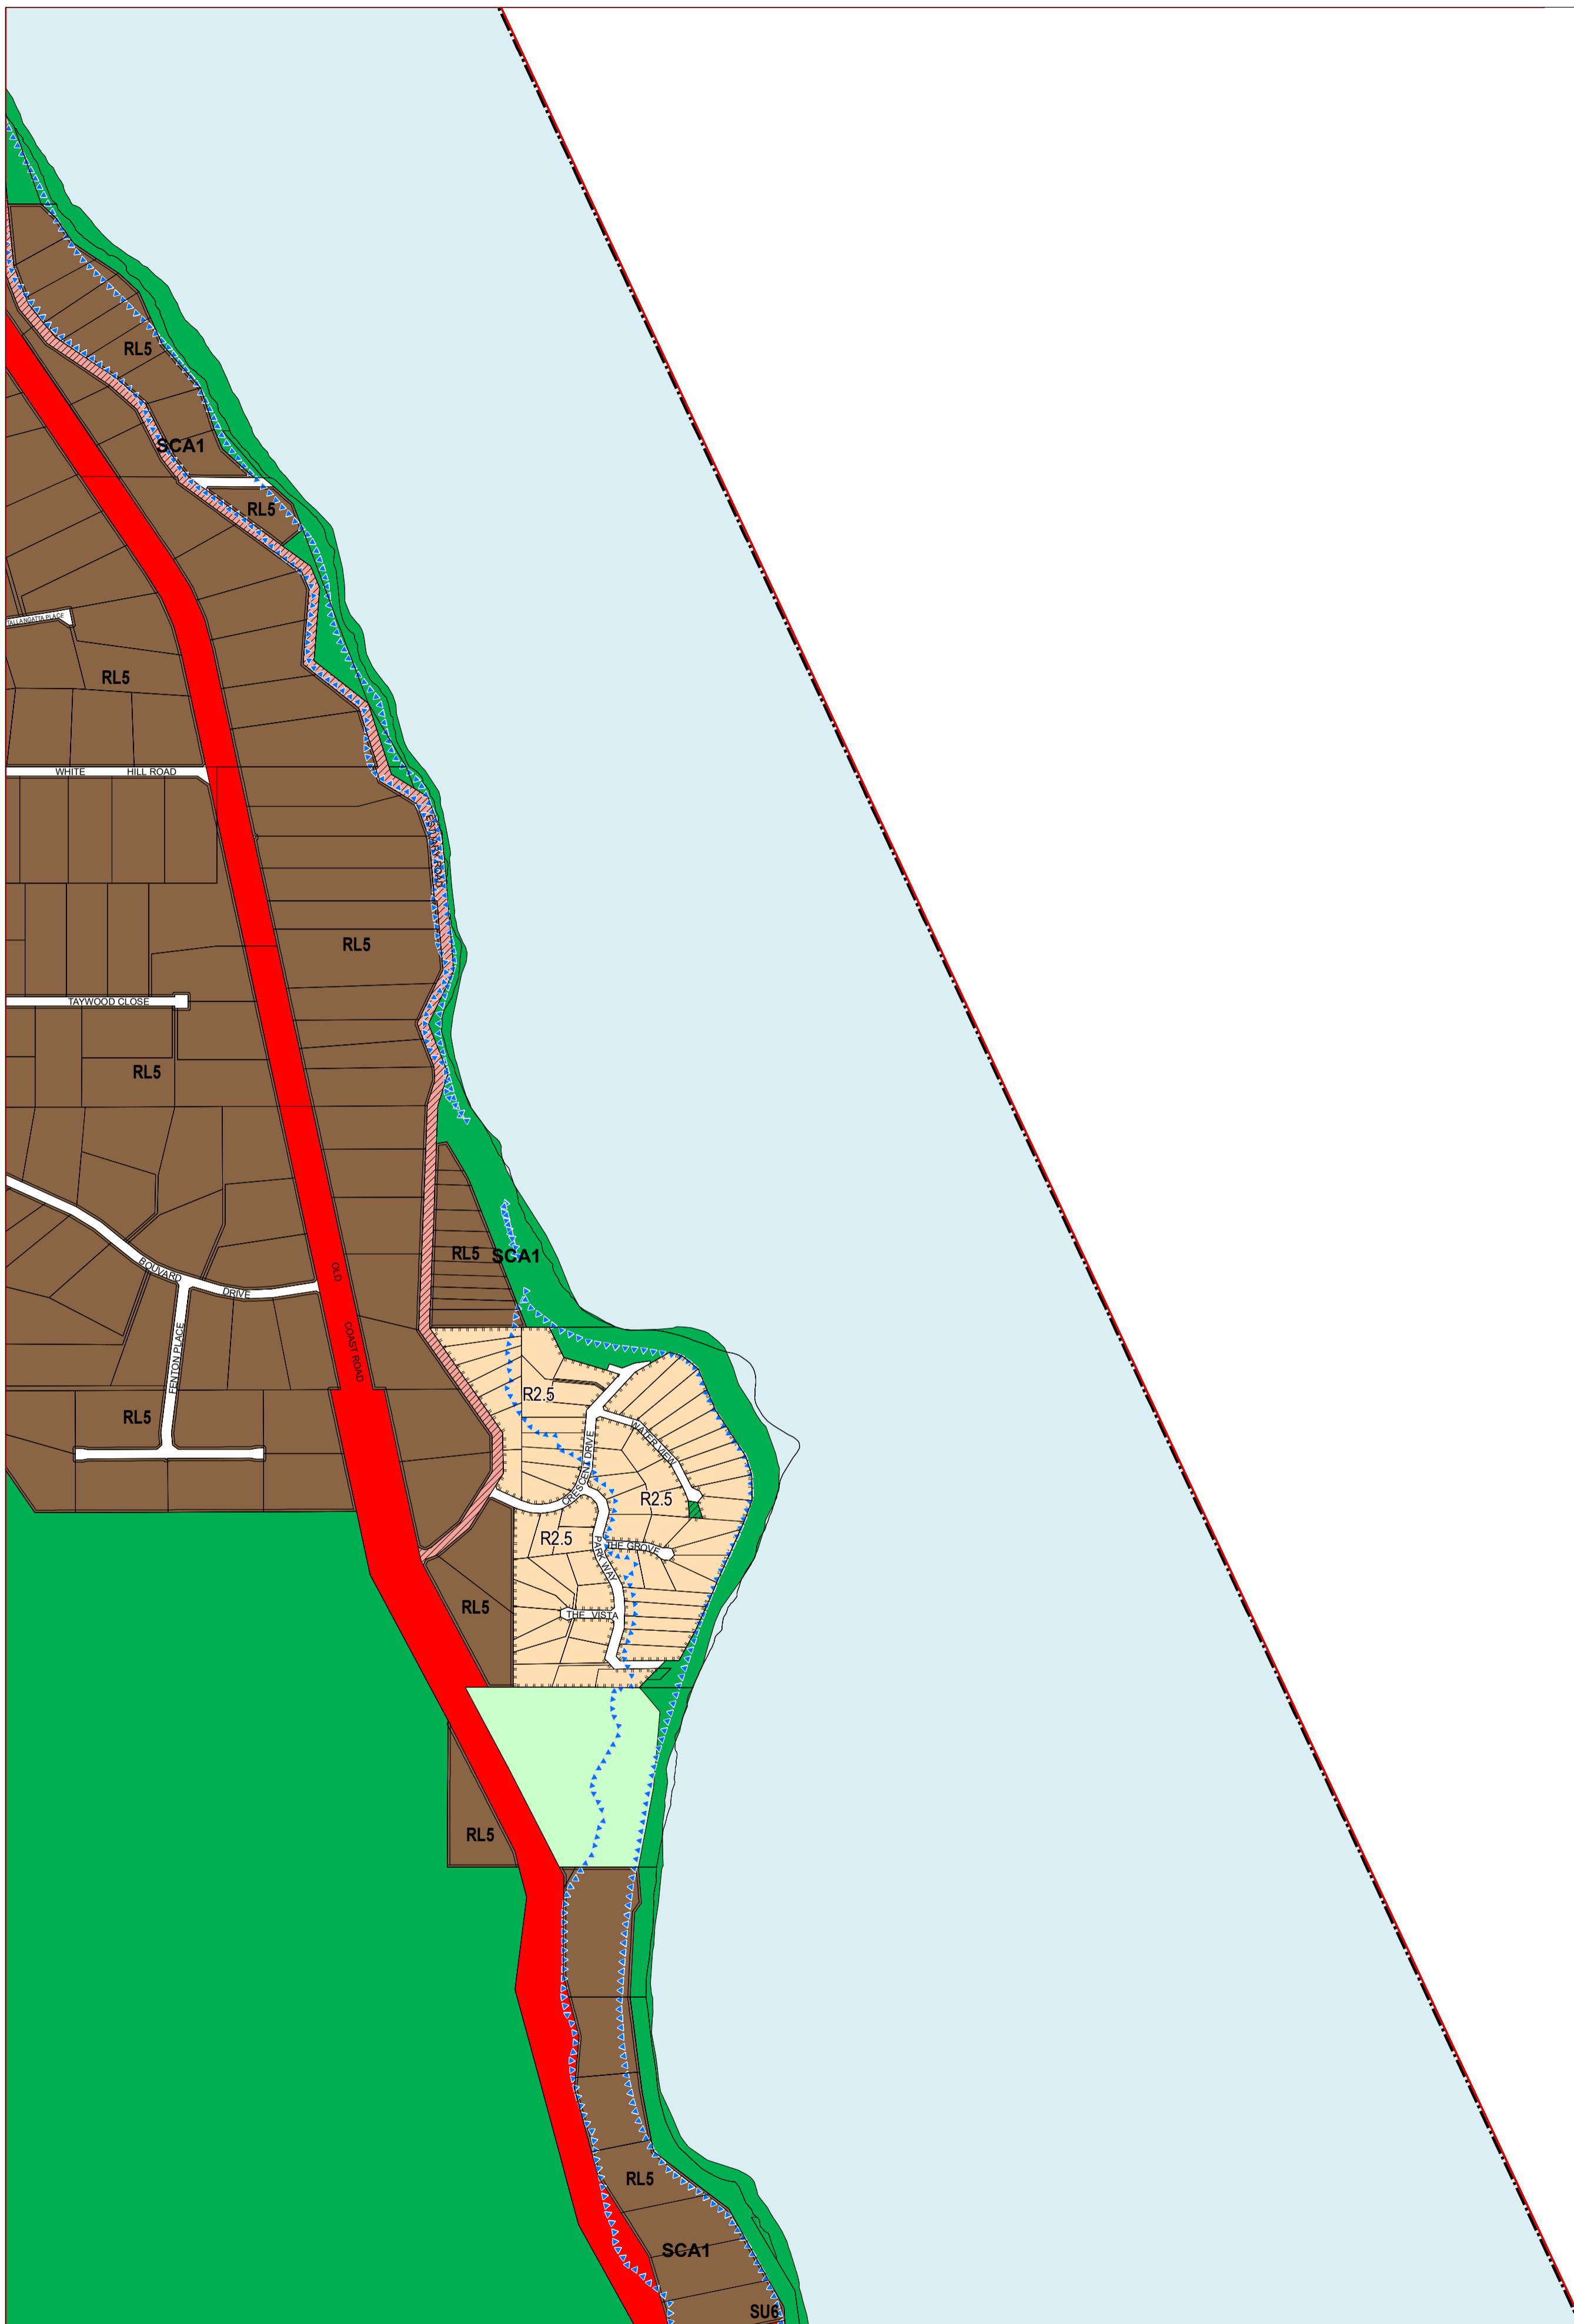 RL5
SCA1
RL5
TALLANGATTA PLACE
RL5
WHITE HILL ROAD
ESTUARY ROAD
RL5
TAYWOOD CLOSE
RL5
RL5 SCA1
BOUVARD
DRIVE
OLD
COAST ROAD
FENTON PLACE
RL5
R2.5
WATER VIEW
CRESCENT DRIVE
R2.5
R2.5
PARK WAY
THE GROVE
RL5
THE VISTA
RL5
RL5
SCA1
SU6